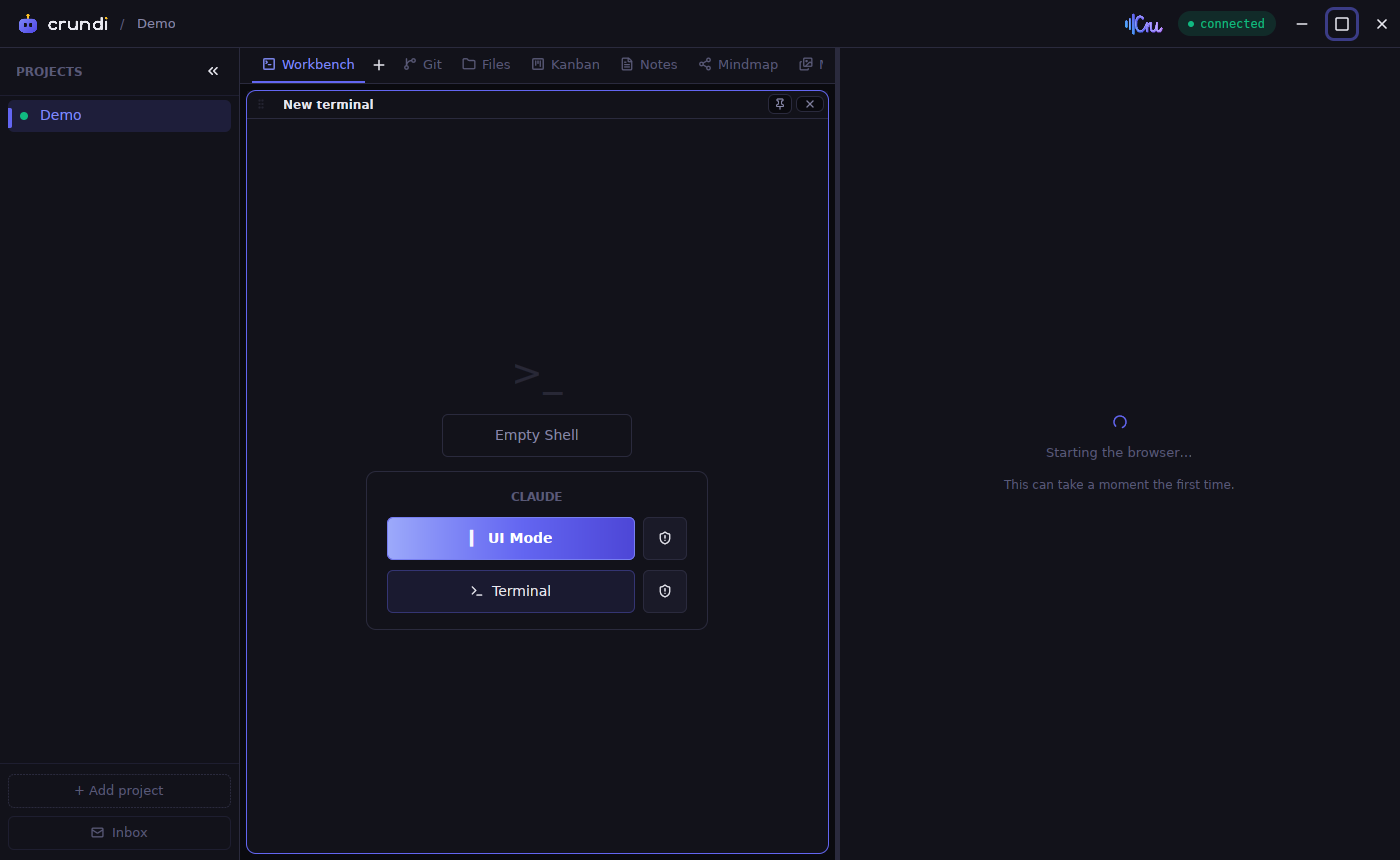 crundi / Demo
Cru
connected
PROJECTS
Workbench
Git
Files
Kanban
Notes
Mindmap
Demo
New terminal
>_
Empty Shell
CLAUDE
UI Mode
Terminal
Starting the browser...
This can take a moment the first time.
+ Add project
Inbox